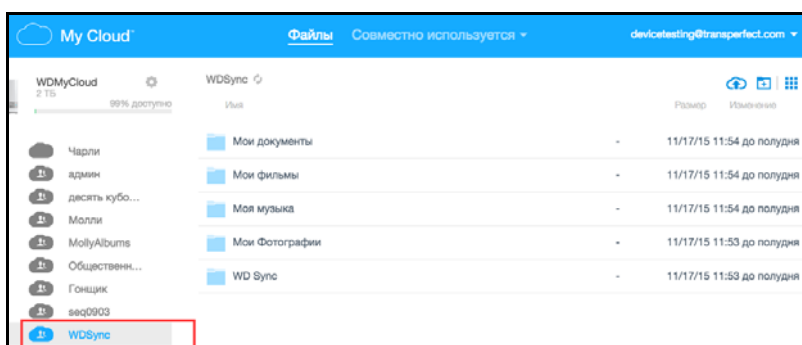 My Cloud Файлы Совместно используется devicetesting@transperfect.com
WDMyCloud
2 ТБ
99% доступно
Чарли
админ
десять кубо...
Молли
MollyAlbums
Общественн...
Гонщик
seq0903
WDSync
WDSync
Имя Размер Изменено
Мои документы - 11/17/15 11:54 до полудня
Мои фильмы - 11/17/15 11:54 до полудня
Моя музыка - 11/17/15 11:54 до полудня
Мои Фотографии - 11/17/15 11:53 до полудня
WD Sync - 11/17/15 11:53 до полудня